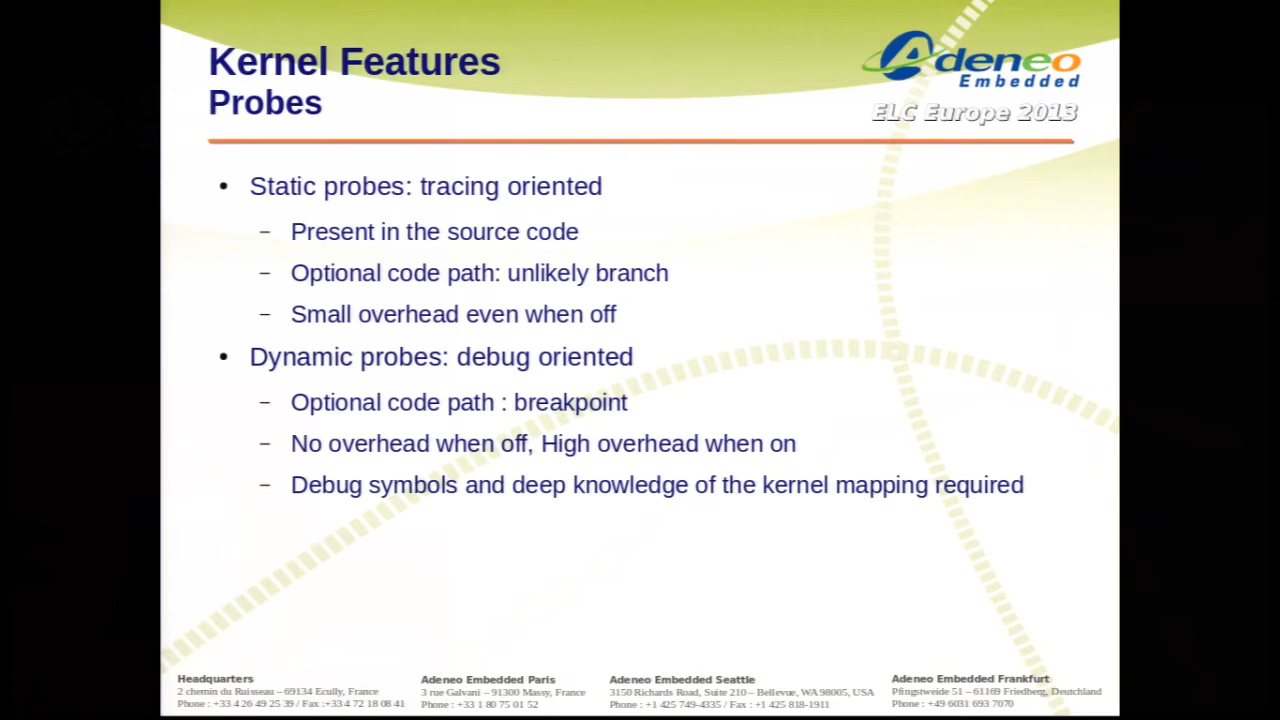 Kernel Features
Probes
Adeneo
Embedded
ELC Europe 2013
• Static probes: tracing oriented
– Present in the source code
– Optional code path: unlikely branch
– Small overhead even when off
• Dynamic probes: debug oriented
– Optional code path : breakpoint
– No overhead when off, High overhead when on
– Debug symbols and deep knowledge of the kernel mapping required
Headquarters
2 chemin du Ruisseau – 69134 Ecully, France
Phone : +33 4 26 49 25 39 / Fax :+33 4 72 18 08 41
Adeneo Embedded Paris
3 rue Galvani – 91300 Massy, France
Phone : +33 1 80 75 01 52
Adeneo Embedded Seattle
3150 Richards Road, Suite 210 – Bellevue, WA 98005, USA
Phone : +1 425 749-4335 / Fax : +1 425 818-1911
Adeneo Embedded Frankfurt
Pfingstweide 51 – 61169 Friedberg, Deutchland
Phone : +49 6031 693 7070